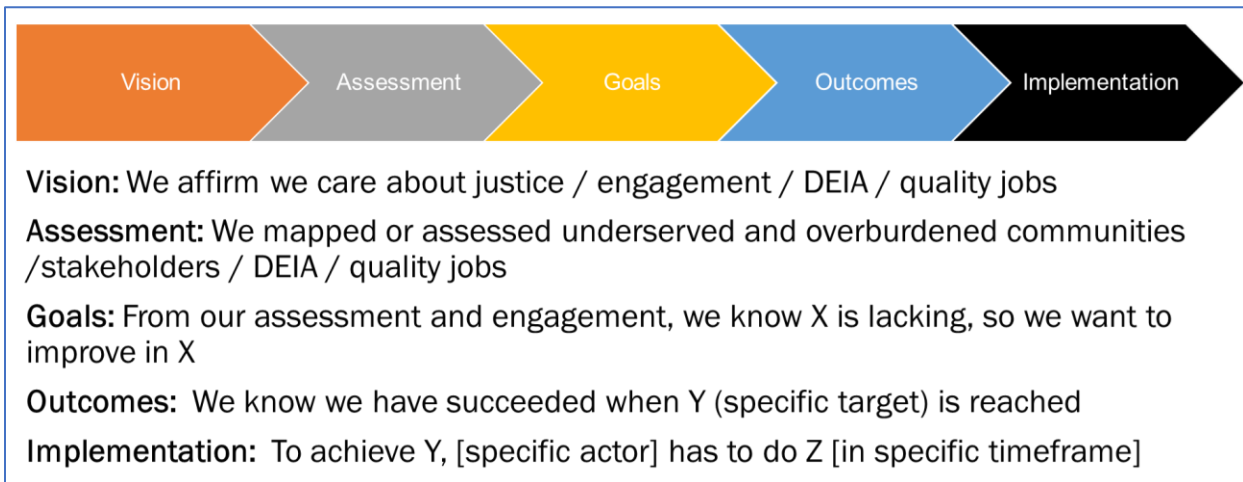 Vision
Assessment
Goals
Outcomes
Implementation
Vision: We affirm we care about justice / engagement / DEIA / quality jobs
Assessment: We mapped or assessed underserved and overburdened communities
/stakeholders / DEIA / quality jobs
Goals: From our assessment and engagement, we know X is lacking, so we want to
improve in X
Outcomes: We know we have succeeded when Y (specific target) is reached
Implementation: To achieve Y, [specific actor] has to do Z [in specific timeframe]